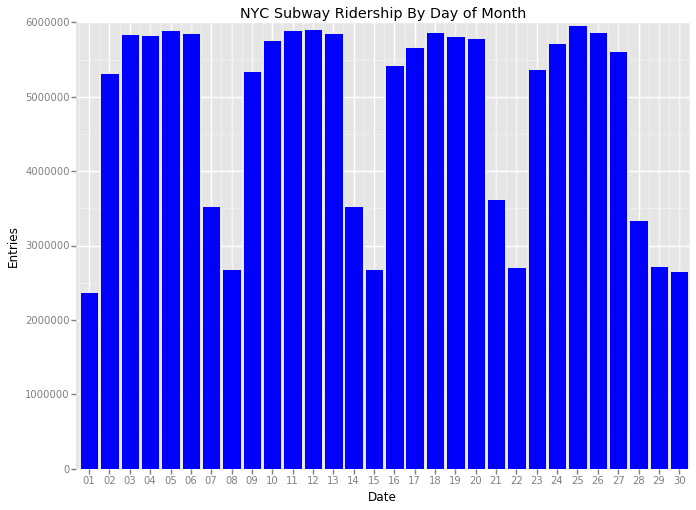 NYC Subway Ridership By Day of Month
6000000
5000000
4000000
3000000
2000000
1000000
0
Entries
01 02 03 04 05 06 07 08 09 10 11 12 13 14 15 16 17 18 19 20 21 22 23 24 25 26 27 28 29 30
Date